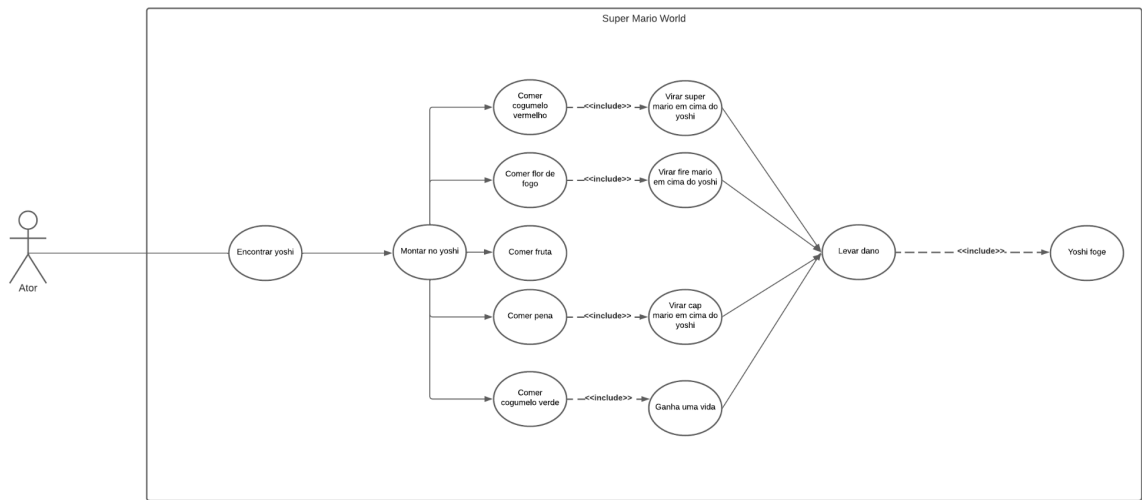 Super Mario World
Comer
cogumelo
vermelho
<<include>>
Virar super
mario em cima do
yoshi
Comer flor de
fogo
<<include>>
Virar fire mario
em cima do yoshi
Ator
Encontrar yoshi
Montar no yoshi
Comer fruta
Levar dano
<<include>>
Yoshi foge
Comer pena
<<include>>
Virar cap
mario em cima do
yoshi
Comer
cogumelo verde
<<include>>
Ganha uma vida